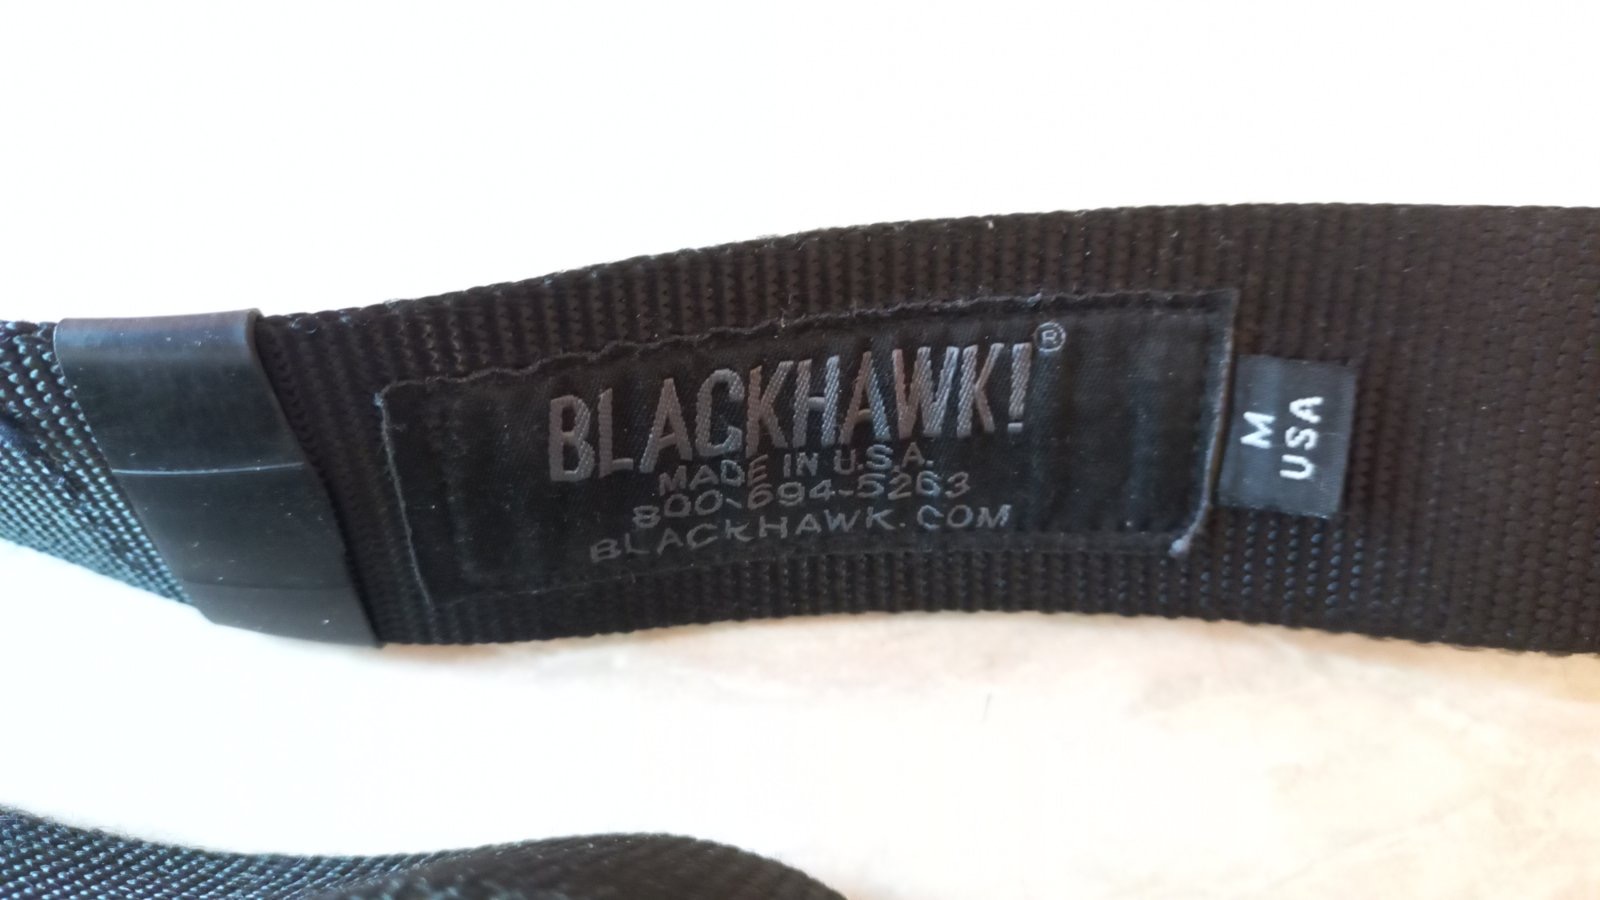 BLACKHAWK!®
MADE IN U.S.A.
800-694-5263
BLACKHAWK.COM
M
USA